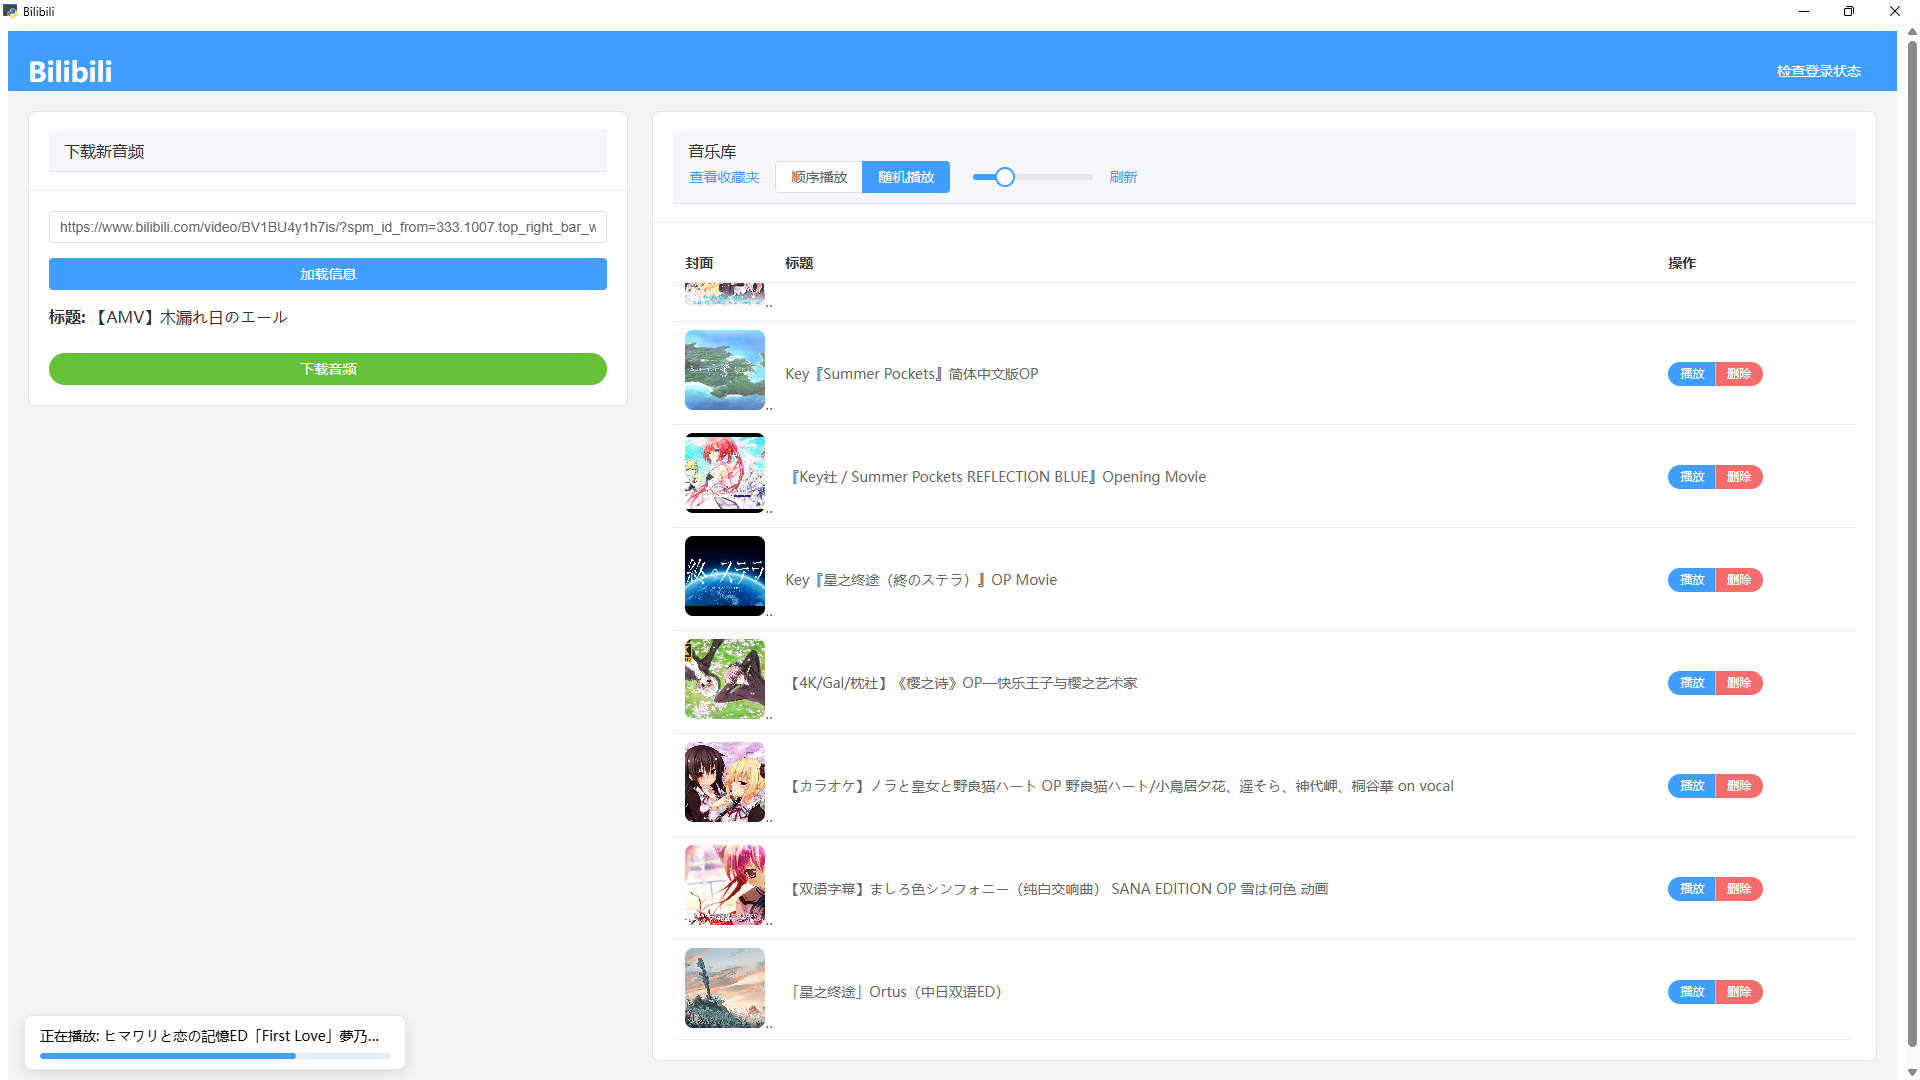 Bilibili
Bilibili
检查登录状态
下载新音频
https://www.bilibili.com/video/BV1BU4y1h7is/?spm_id_from=333.1007.top_right_bar_w
加载信息
标题: 【AMV】木漏れ日のエール
下载音频
音乐库
查看收藏夹 顺序播放 随机播放 刷新
封面 标题 操作
..
Key『Summer Pockets』简体中文版OP 播放 删除
..
『Key社 / Summer Pockets REFLECTION BLUE』Opening Movie 播放 删除
..
終のステラ
Key『星之终途（終のステラ）』OP Movie 播放 删除
..
【4K/Gal/枕社】《樱之诗》OP—快乐王子与樱之艺术家 播放 删除
..
【カラオケ】ノラと皇女と野良猫ハート OP 野良猫ハート/小鳥居夕花、遥そら、神代岬、桐谷華 on vocal 播放 删除
..
【双语字幕】ましろ色シンフォニー（纯白交响曲） SANA EDITION OP 雪は何色 动画 播放 删除
..
「星之终途」Ortus（中日双语ED） 播放 删除
..
正在播放: ヒマワリと恋の記憶ED「First Love」夢乃...